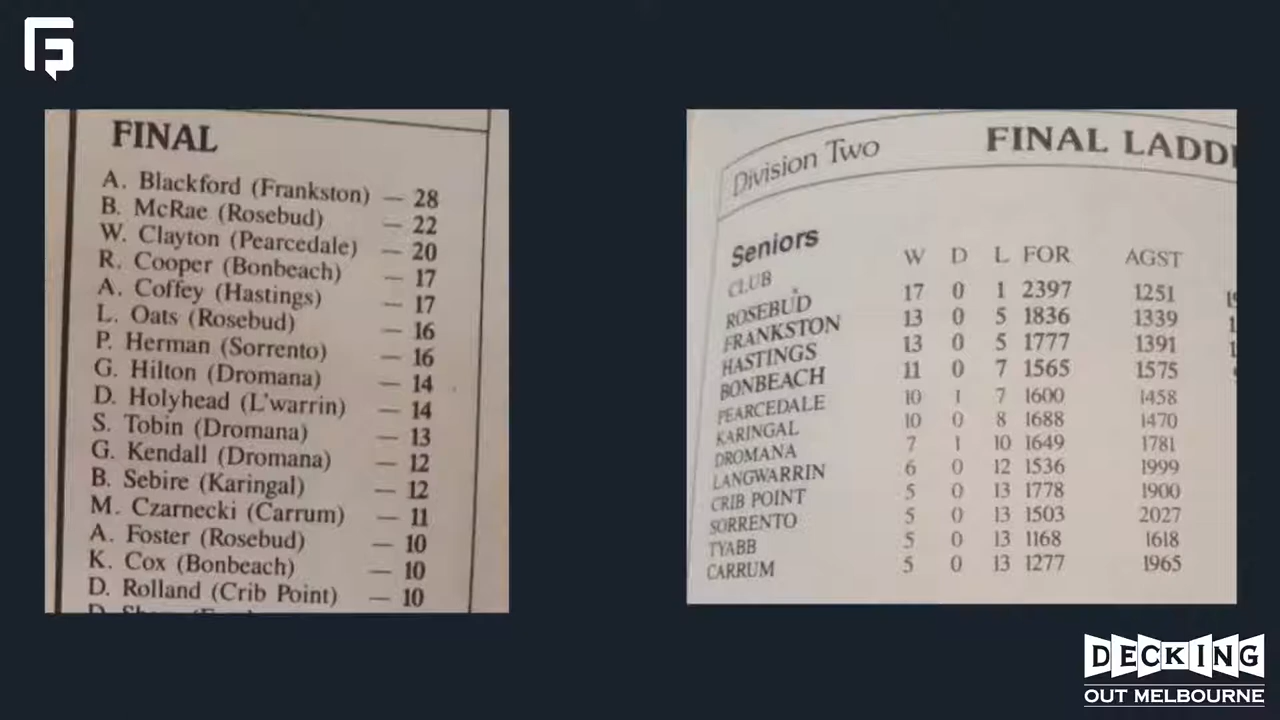 FINAL
A. Blackford (Frankston) — 28
B. McRae (Rosebud) — 22
W. Clayton (Pearcedale) — 20
R. Cooper (Bonbeach) — 17
A. Coffey (Hastings) — 17
L. Oats (Rosebud) — 16
P. Herman (Sorrento) — 16
G. Hilton (Dromana) — 14
D. Holyhead (L'warrin) — 14
S. Tobin (Dromana) — 13
G. Kendall (Dromana) — 12
B. Sebire (Karingal) — 12
M. Czarnecki (Carrum) — 11
A. Foster (Rosebud) — 10
K. Cox (Bonbeach) — 10
D. Rolland (Crib Point) — 10
Division Two
FINAL
Seniors
CLUB W D L FOR AGST
ROSEBUD 17 0 1 2397 1251
FRANKSTON 13 0 5 1836 1339
HASTINGS 13 0 5 1777 1391
BONBEACH 11 0 7 1565 1575
PEARCEDALE 10 1 7 1600 1458
KARINGAL 10 0 8 1688 1470
DROMANA 7 1 10 1649 1781
LANGWARRIN 6 0 12 1536 1999
CRIB POINT 5 0 13 1778 1900
SORRENTO 5 0 13 1503 2027
TYABB 5 0 13 1168 1618
CARRUM 5 0 13 1277 1965
DECKING
OUT MELBOURNE